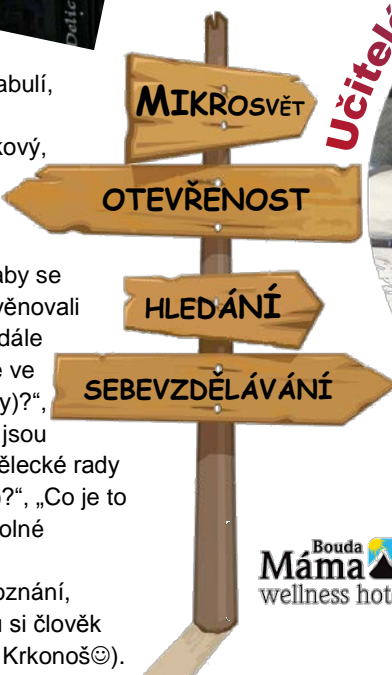 Delic
abulí,
kový,
aby se
věnovali
dále
e ve
y)?“,
jsou
ělecké rady
)?“, „Co je to
olné
oznání,
u si člověk
Krkonoš☺).
MIKROSVĚT
OTEVŘENOST
HLEDÁNÍ
SEBEVZDĚLÁVÁNÍ
Učitel
Bouda
Máma
wellness hot